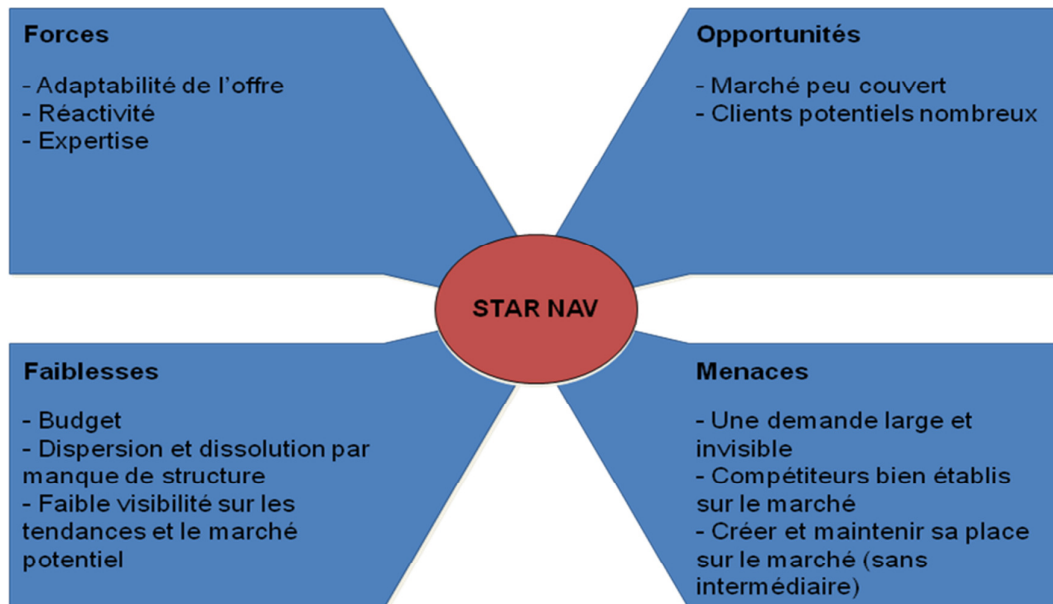 Forces
- Adaptabilité de l'offre
- Réactivité
- Expertise
Opportunités
- Marché peu couvert
- Clients potentiels nombreux
STAR NAV
Faiblesses
- Budget
- Dispersion et dissolution par
manque de structure
- Faible visibilité sur les
tendances et le marché
potentiel
Menaces
- Une demande large et
invisible
- Compétiteurs bien établis
sur le marché
- Créer et maintenir sa place
sur le marché (sans
intermédiaire)